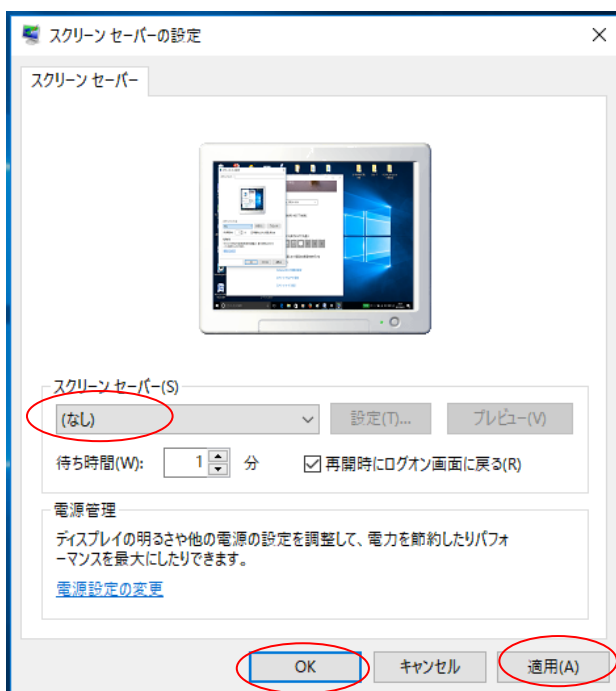 スクリーン セーバーの設定
スクリーン セーバー
スクリーン セーバー(S)
(なし)
設定(T)...
プレビュー(V)
待ち時間(W):
1
分
再開時にログオン画面に戻る(R)
電源管理
ディスプレイの明るさや他の電源の設定を調整して、電力を節約したりパフォ
ーマンスを最大にしたりできます。
電源設定の変更
OK
キャンセル
適用(A)